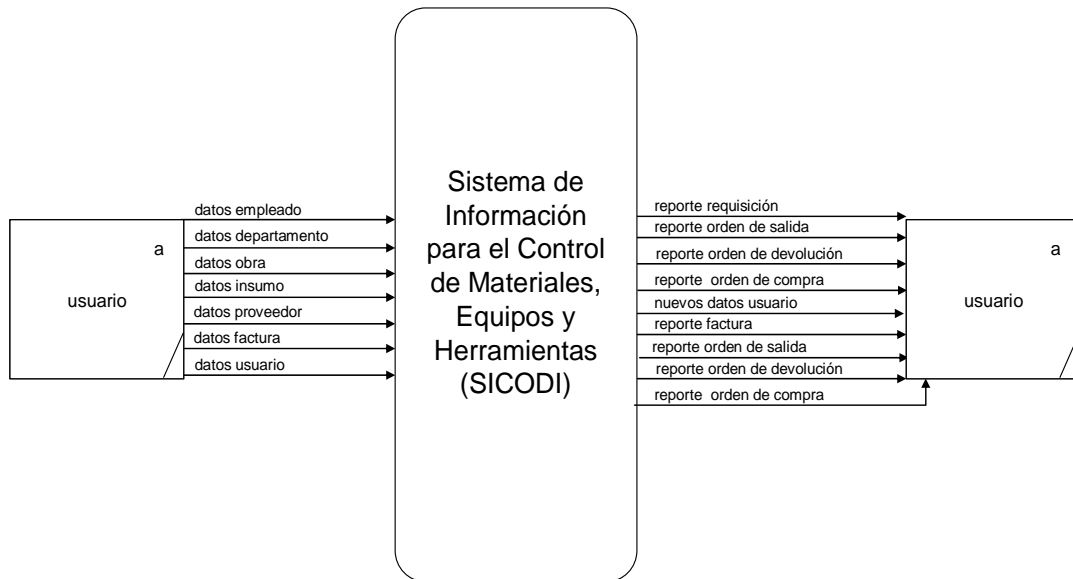 a
usuario
datos empleado
datos departamento
datos obra
datos insumo
datos proveedor
datos factura
datos usuario
Sistema de
Información
para el Control
de Materiales,
Equipos y
Herramientas
(SICODI)
reporte requisición
reporte orden de salida
reporte orden de devolución
reporte orden de compra
nuevos datos usuario
reporte factura
reporte orden de salida
reporte orden de devolución
reporte orden de compra
a
usuario